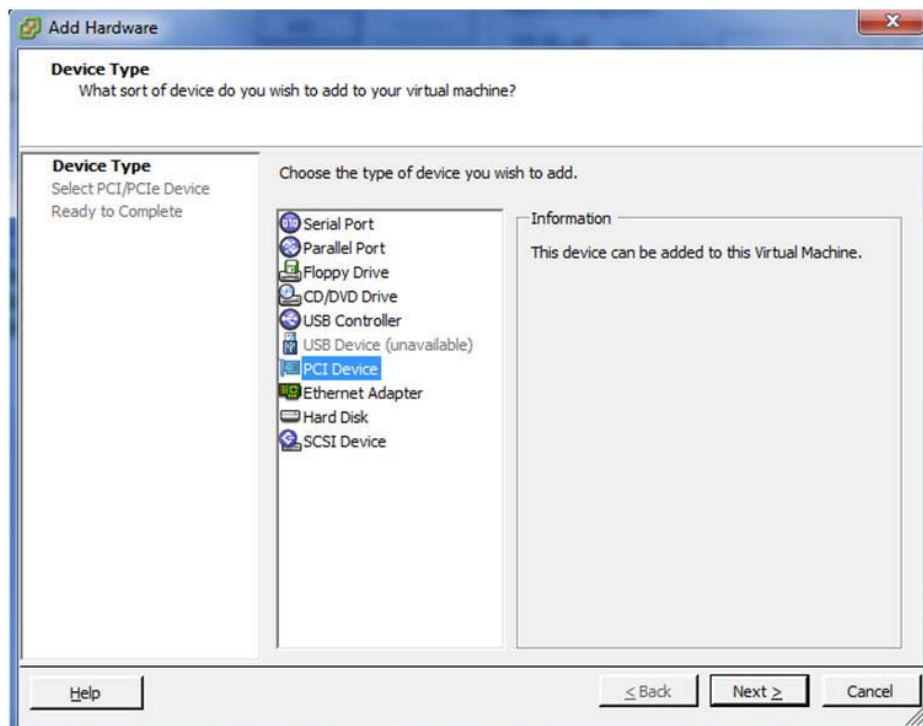 Add Hardware
Device Type
What sort of device do you wish to add to your virtual machine?
Device Type
Select PCI/PCIe Device
Ready to Complete
Choose the type of device you wish to add.
Serial Port
Parallel Port
Floppy Drive
CD/DVD Drive
USB Controller
USB Device (unavailable)
PCI Device
Ethernet Adapter
Hard Disk
SCSI Device
Information
This device can be added to this Virtual Machine.
Help
< Back
Next >
Cancel